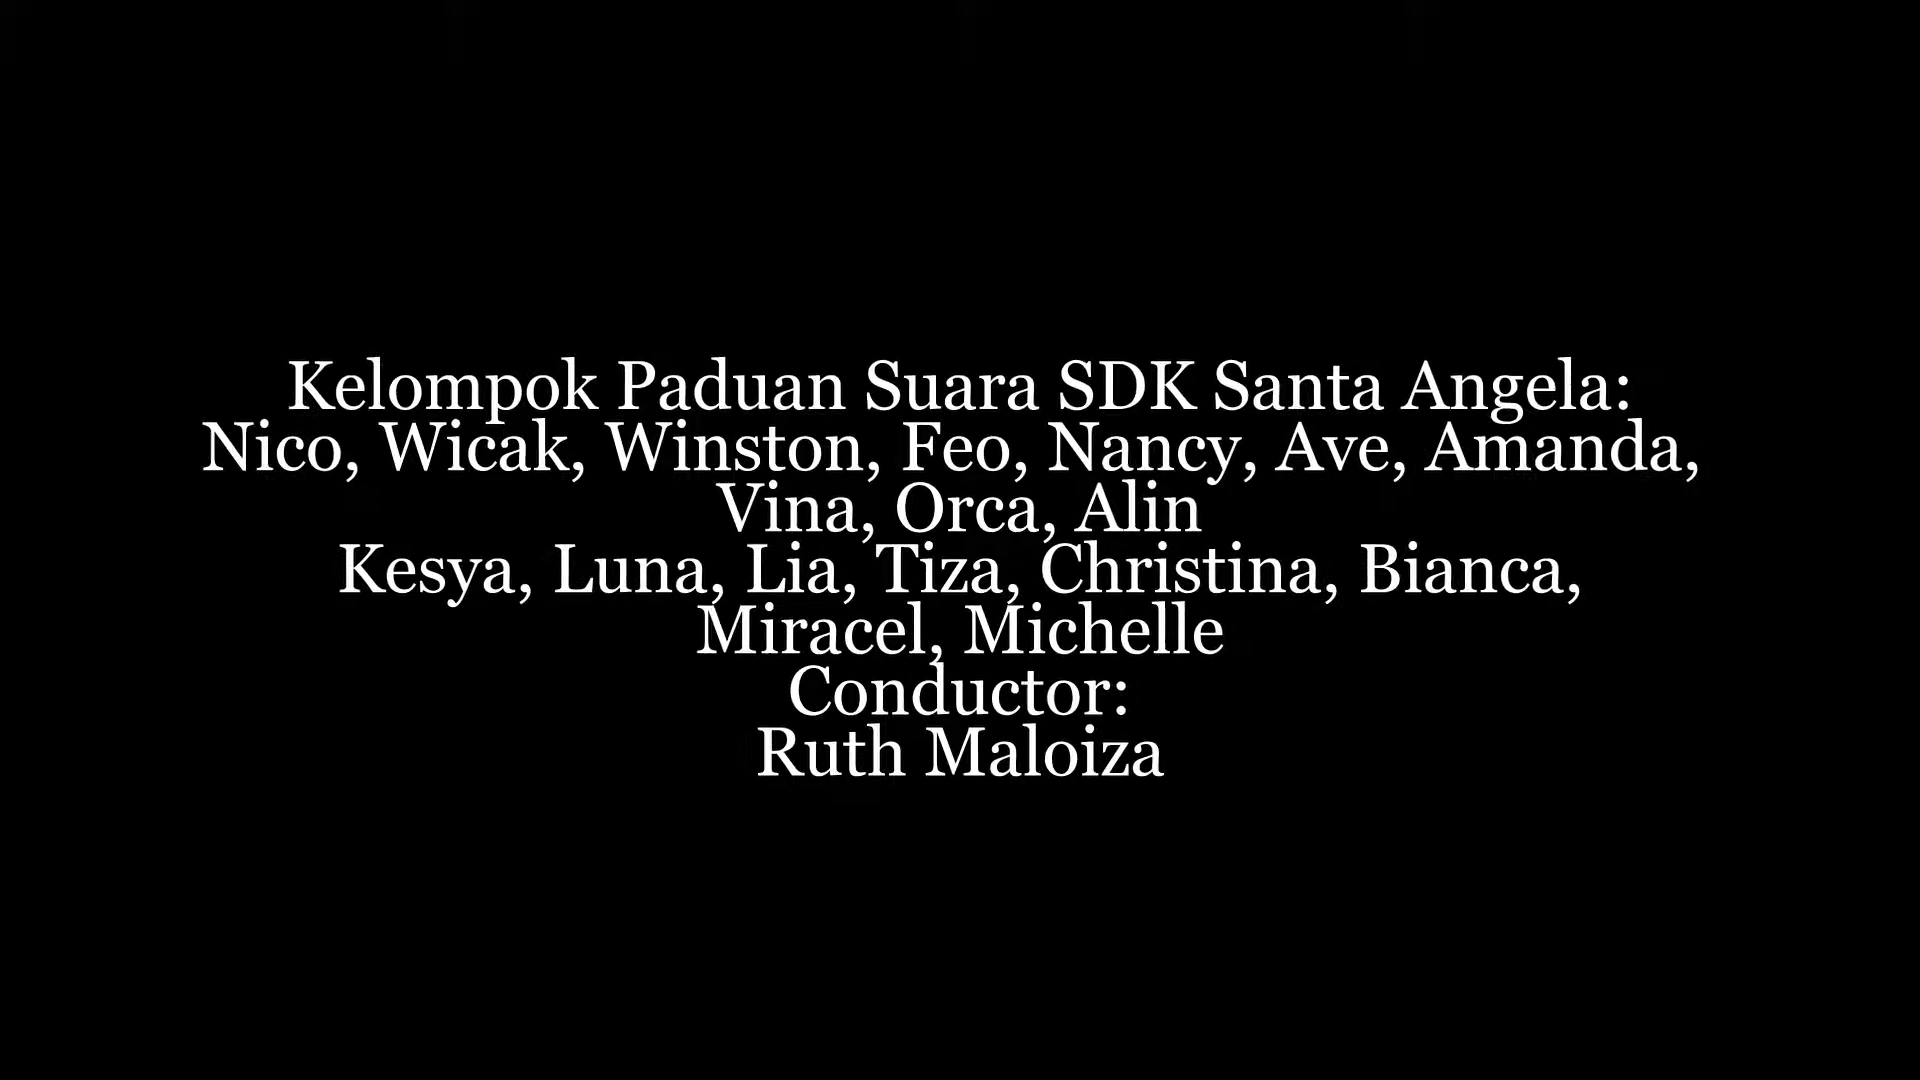 Kelompok Paduan Suara SDK Santa Angela:
Nico, Wicak, Winston, Feo, Nancy, Ave, Amanda,
Vina, Orca, Alin
Kesya, Luna, Lia, Tiza, Christina, Bianca,
Miracel, Michelle
Conductor:
Ruth Maloiza